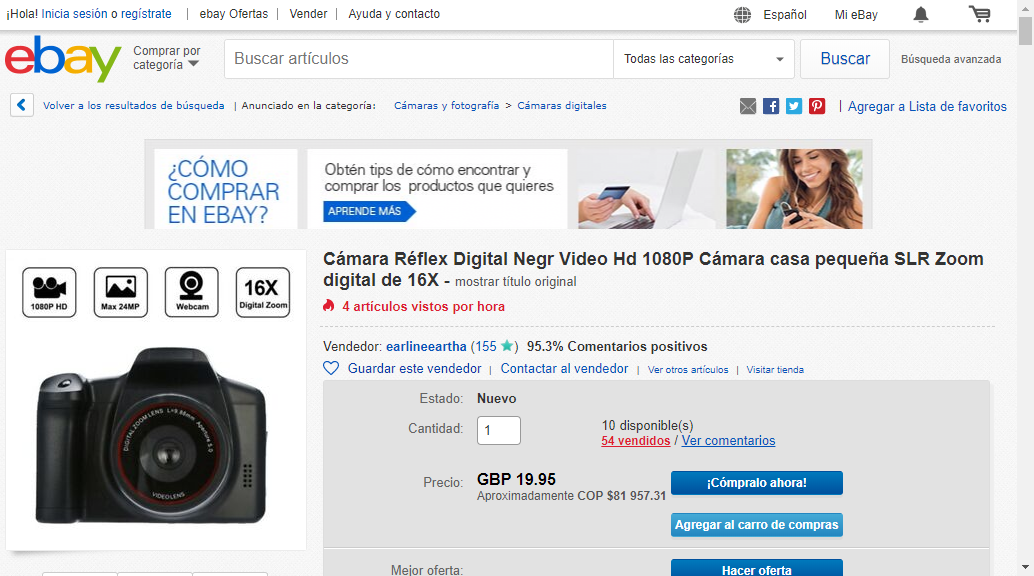 ¡Hola! Inicia sesión o regístrate | ebay Ofertas | Vender | Ayuda y contacto
Español
Mi eBay
ebay
Comprar por
categoría
Buscar artículos
Todas las categorías
Buscar
Búsqueda avanzada
Volver a los resultados de búsqueda | Anunciado en la categoría: Cámaras y fotografía > Cámaras digitales
| Agregar a Lista de favoritos
¿CÓMO
COMPRAR
EN EBAY?
Obtén tips de cómo encontrar y
comprar los productos que quieres
APRENDE MÁS
1080P HD
Max 24MP
Webcam
16X
Digital Zoom
DIGITAL ZOOM LENS L=9.98mm Aperture 3.0
VIDEO LENS
Cámara Réflex Digital Negr Video Hd 1080P Cámara casa pequeña SLR Zoom
digital de 16X - mostrar título original
4 artículos vistos por hora
Vendedor: earlineeartha (155 ★) 95.3% Comentarios positivos
Guardar este vendedor | Contactar al vendedor | Ver otros artículos | Visitar tienda
Estado: Nuevo
Cantidad: 1
10 disponible(s)
54 vendidos / Ver comentarios
Precio: GBP 19.95
Aproximadamente COP $81 957.31
¡Cómpralo ahora!
Agregar al carro de compras
Mejor oferta:
Hacer oferta